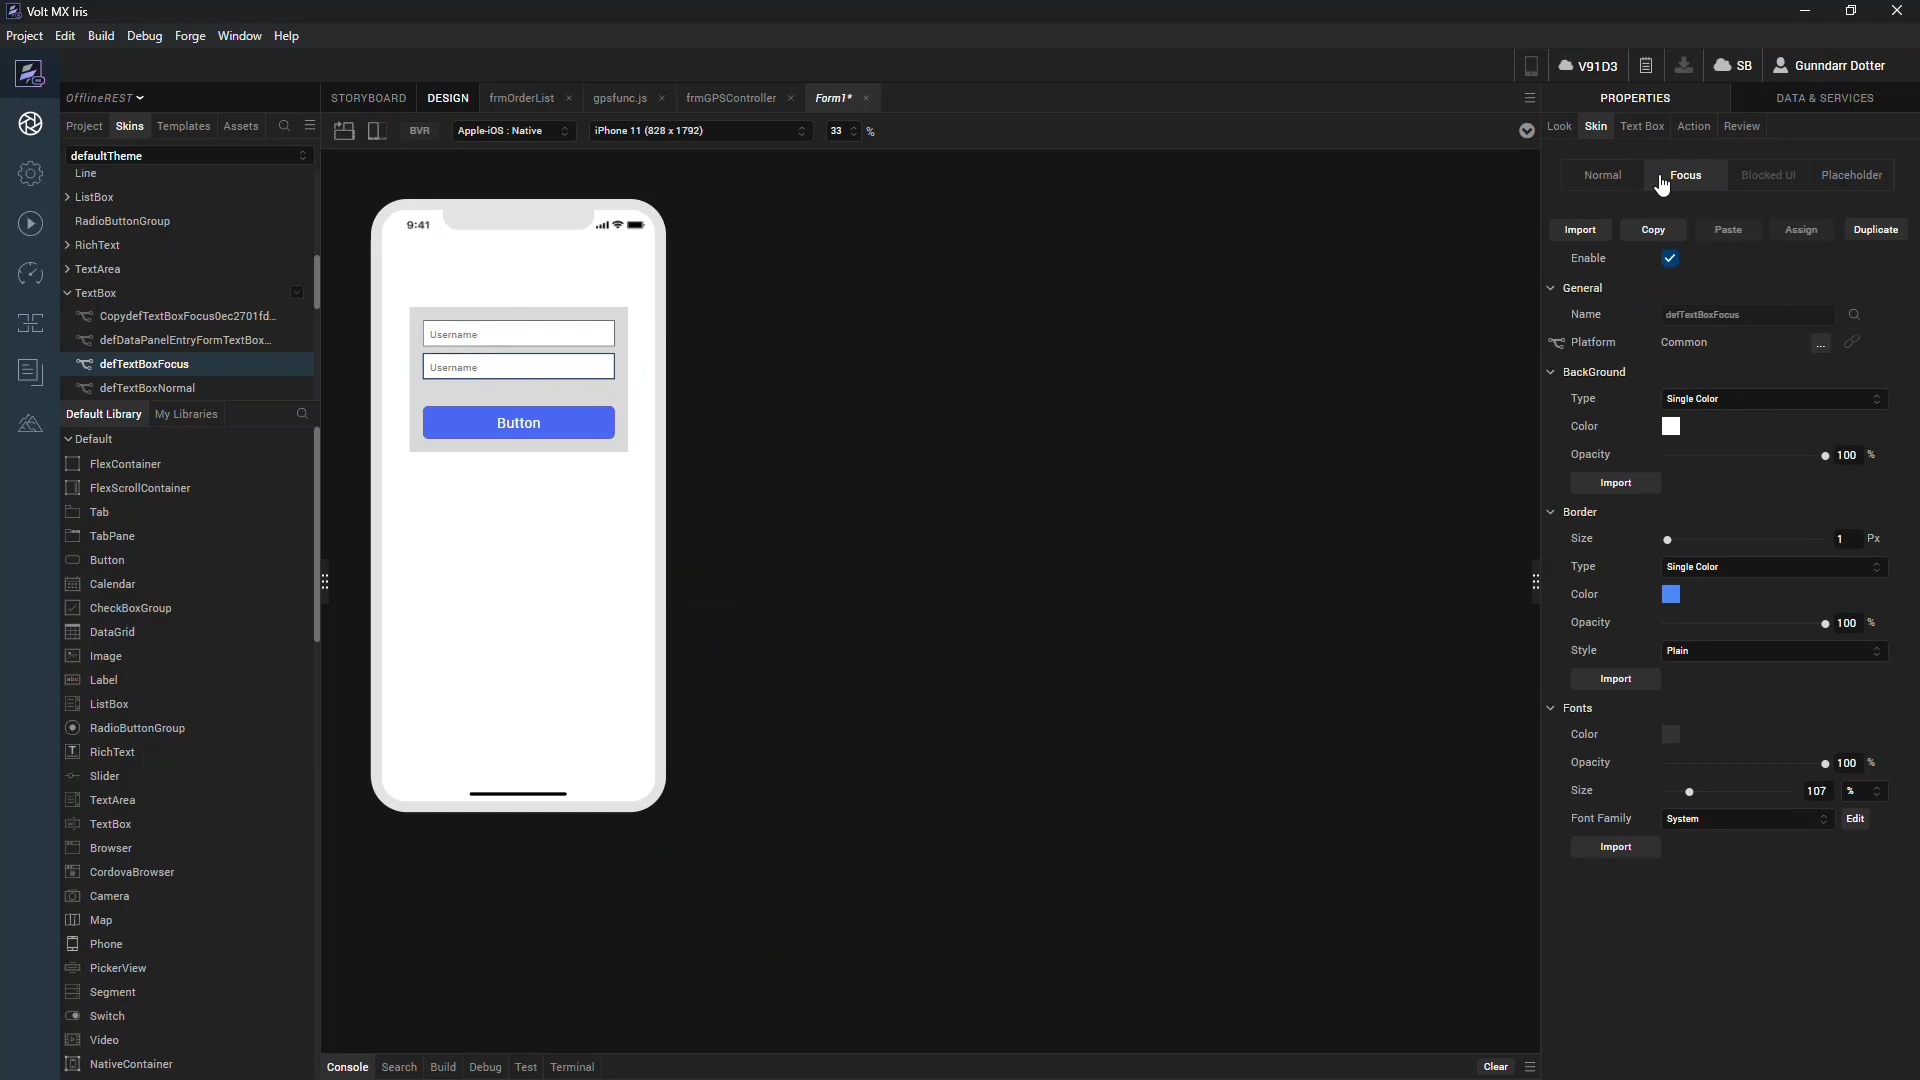 Volt MX Iris
Project Edit Build Debug Forge Window Help
V91D3 SB Gunndarr Dotter
OfflineREST
STORYBOARD DESIGN frmOrderList × gpsfunc.js × frmGPSController × Form1* ×
PROPERTIES DATA & SERVICES
Project Skins Templates Assets
BVR Apple-iOS : Native iPhone 11 (828 x 1792) 33 %
Look Skin Text Box Action Review
defaultTheme
Line
ListBox
RadioButtonGroup
RichText
TextArea
TextBox
CopydefTextBoxFocus0ec2701fd...
defDataPanelEntryFormTextBox...
defTextBoxFocus
defTextBoxNormal
Default Library My Libraries
Default
FlexContainer
FlexScrollContainer
Tab
TabPane
Button
Calendar
CheckBoxGroup
DataGrid
Image
abc Label
ListBox
RadioButtonGroup
T RichText
Slider
TextArea
TextBox
Browser
CordovaBrowser
Camera
Map
Phone
PickerView
Segment
Switch
Video
NativeContainer
9:41
Username
Username
Button
Normal Focus Blocked UI Placeholder
Import Copy Paste Assign Duplicate
Enable
General
Name defTextBoxFocus
Platform Common ...
BackGround
Type Single Color
Color
Opacity 100 %
Import
Border
Size 1 Px
Type Single Color
Color
Opacity 100 %
Style Plain
Import
Fonts
Color
Opacity 100 %
Size 107 %
Font Family System Edit
Import
Console Search Build Debug Test Terminal Clear